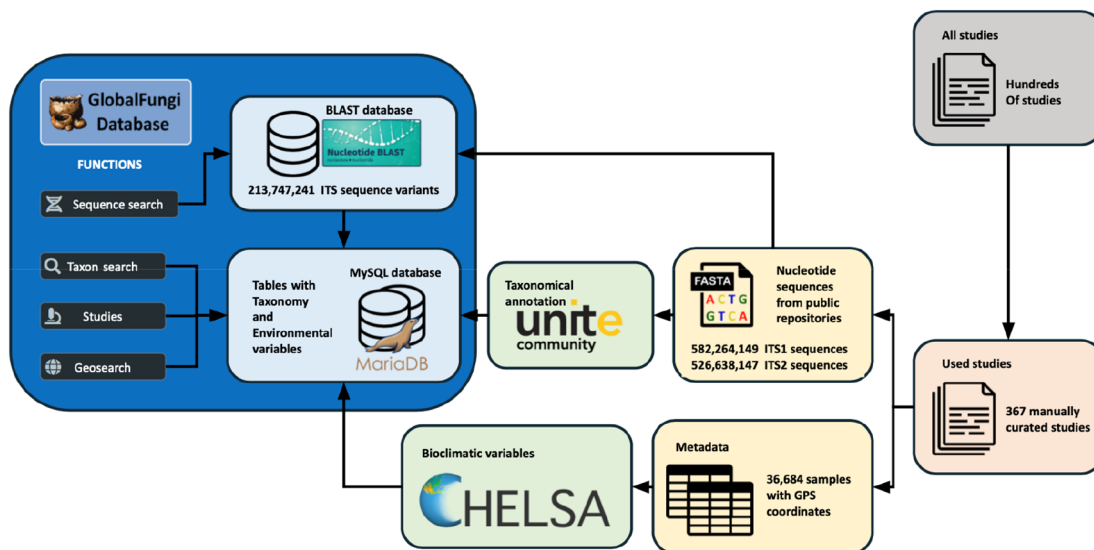 GlobalFungi
Database
FUNCTIONS
Sequence search
Taxon search
Studies
Geosearch
BLAST database
Nucleotide BLAST
213,747,241 ITS sequence variants
MySQL database
Tables with
Taxonomy
and
Environmental
variables
MariaDB
Taxonomical
annotation
unite
community
Bioclimatic variables
CHELSA
FASTA
ACTG
GTCA
Nucleotide
sequences
from public
repositories
582,264,149 ITS1 sequences
526,638,147 ITS2 sequences
Metadata
36,684 samples
with GPS
coordinates
All studies
Hundreds
Of studies
Used studies
367 manually
curated studies